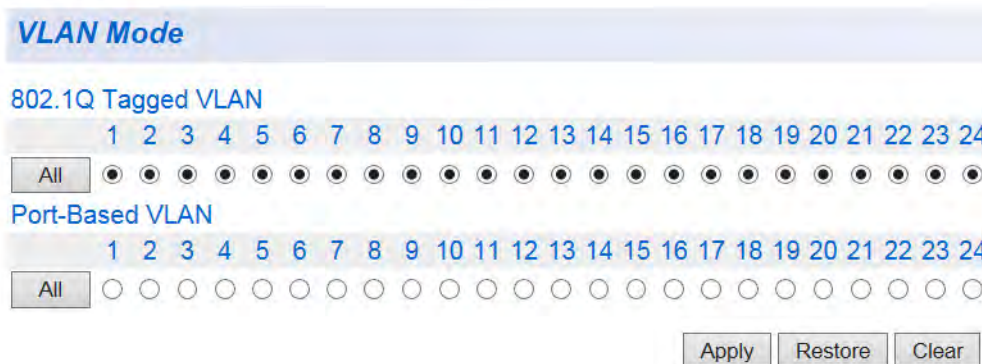 VLAN Mode
802.1Q Tagged VLAN
1 2 3 4 5 6 7 8 9 10 11 12 13 14 15 16 17 18 19 20 21 22 23 24
All
Port-Based VLAN
1 2 3 4 5 6 7 8 9 10 11 12 13 14 15 16 17 18 19 20 21 22 23 24
All
Apply Restore Clear